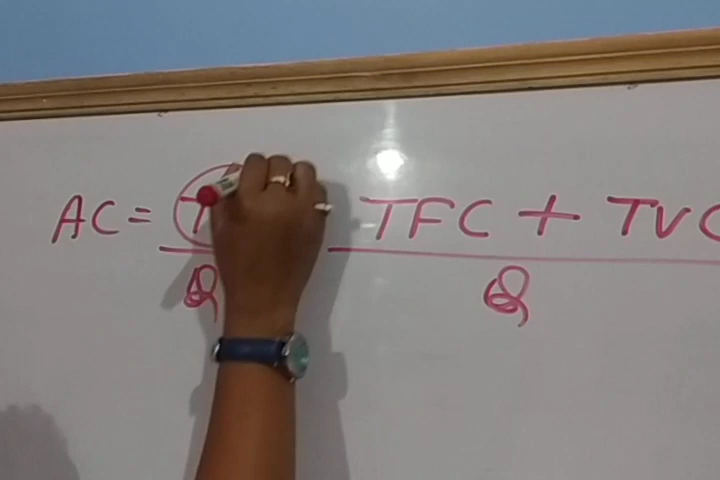 AC = T TFC + TVC
Q Q